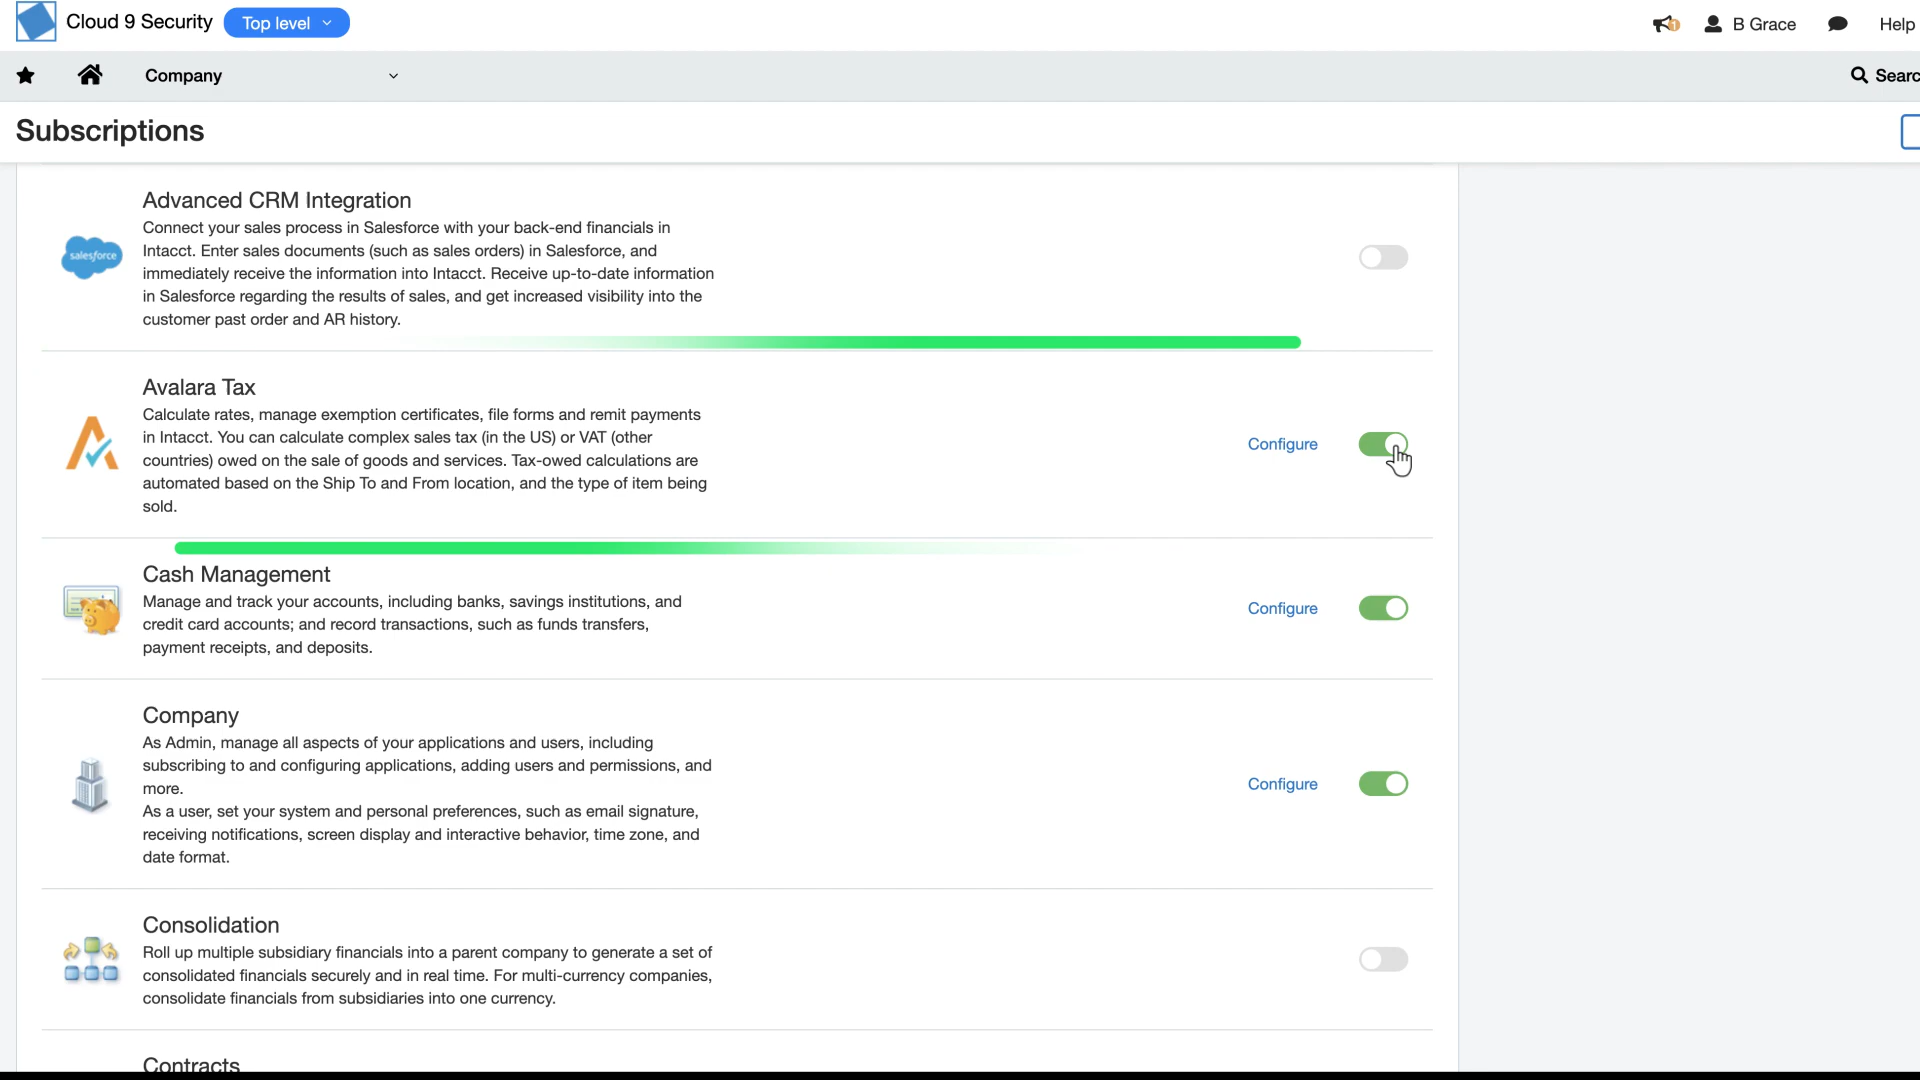 Cloud 9 Security
Top level
1
B Grace
Help
Company
Searc
Subscriptions
Advanced CRM Integration
Connect your sales process in Salesforce with your back-end financials in
Intacct. Enter sales documents (such as sales orders) in Salesforce, and
immediately receive the information into Intacct. Receive up-to-date information
in Salesforce regarding the results of sales, and get increased visibility into the
customer past order and AR history.
salesforce
Avalara Tax
Calculate rates, manage exemption certificates, file forms and remit payments
in Intacct. You can calculate complex sales tax (in the US) or VAT (other
countries) owed on the sale of goods and services. Tax-owed calculations are
automated based on the Ship To and From location, and the type of item being
sold.
Configure
Cash Management
Manage and track your accounts, including banks, savings institutions, and
credit card accounts; and record transactions, such as funds transfers,
payment receipts, and deposits.
Configure
Company
As Admin, manage all aspects of your applications and users, including
subscribing to and configuring applications, adding users and permissions, and
more.
As a user, set your system and personal preferences, such as email signature,
receiving notifications, screen display and interactive behavior, time zone, and
date format.
Configure
Consolidation
Roll up multiple subsidiary financials into a parent company to generate a set of
consolidated financials securely and in real time. For multi-currency companies,
consolidate financials from subsidiaries into one currency.
Contracts